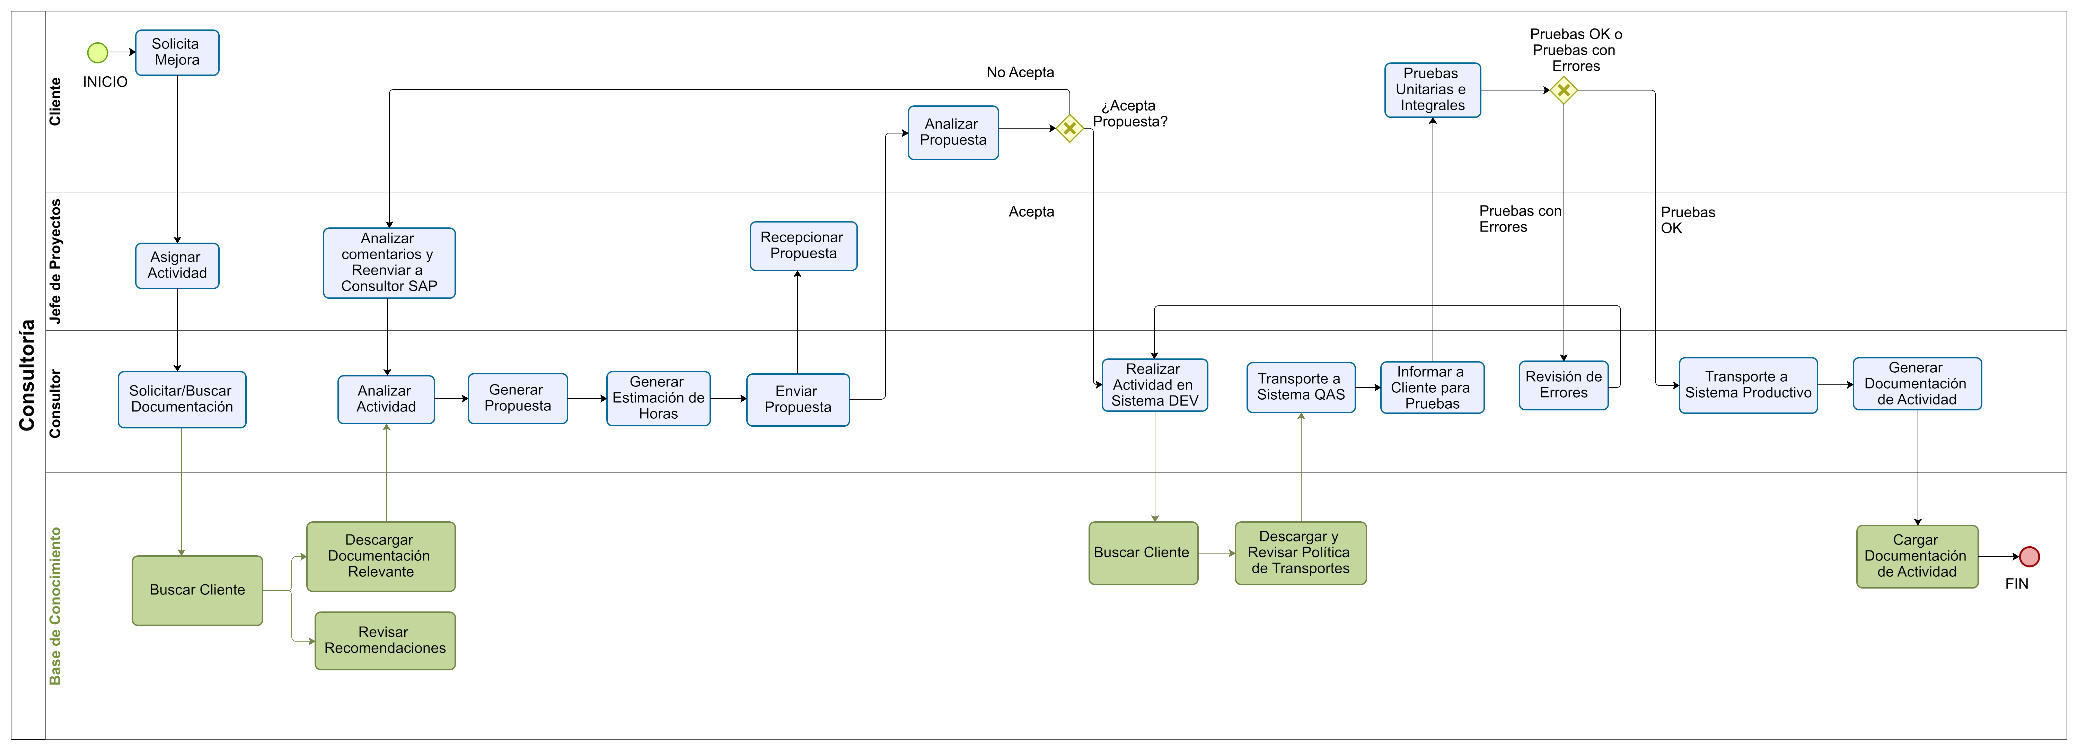 Consultoría
Cliente
INICIO
Solicita
Mejora
No Acepta
Analizar
Propuesta
¿Acepta
Propuesta?
Pruebas
Unitarias e
Integrales
Pruebas OK o
Pruebas con
Errores
Jefe de Proyectos
Asignar
Actividad
Analizar
comentarios y
Reenviar a
Consultor SAP
Recepcionar
Propuesta
Acepta
Pruebas con
Errores
Pruebas
OK
Consultor
Solicitar/Buscar
Documentación
Analizar
Actividad
Generar
Propuesta
Generar
Estimación de
Horas
Enviar
Propuesta
Realizar
Actividad en
Sistema DEV
Transporte a
Sistema QAS
Informar a
Cliente para
Pruebas
Revisión de
Errores
Transporte a
Sistema Productivo
Generar
Documentación
de Actividad
Base de Conocimiento
Buscar Cliente
Descargar
Documentación
Relevante
Revisar
Recomendaciones
Buscar Cliente
Descargar y
Revisar Política
de Transportes
Cargar
Documentación
de Actividad
FIN